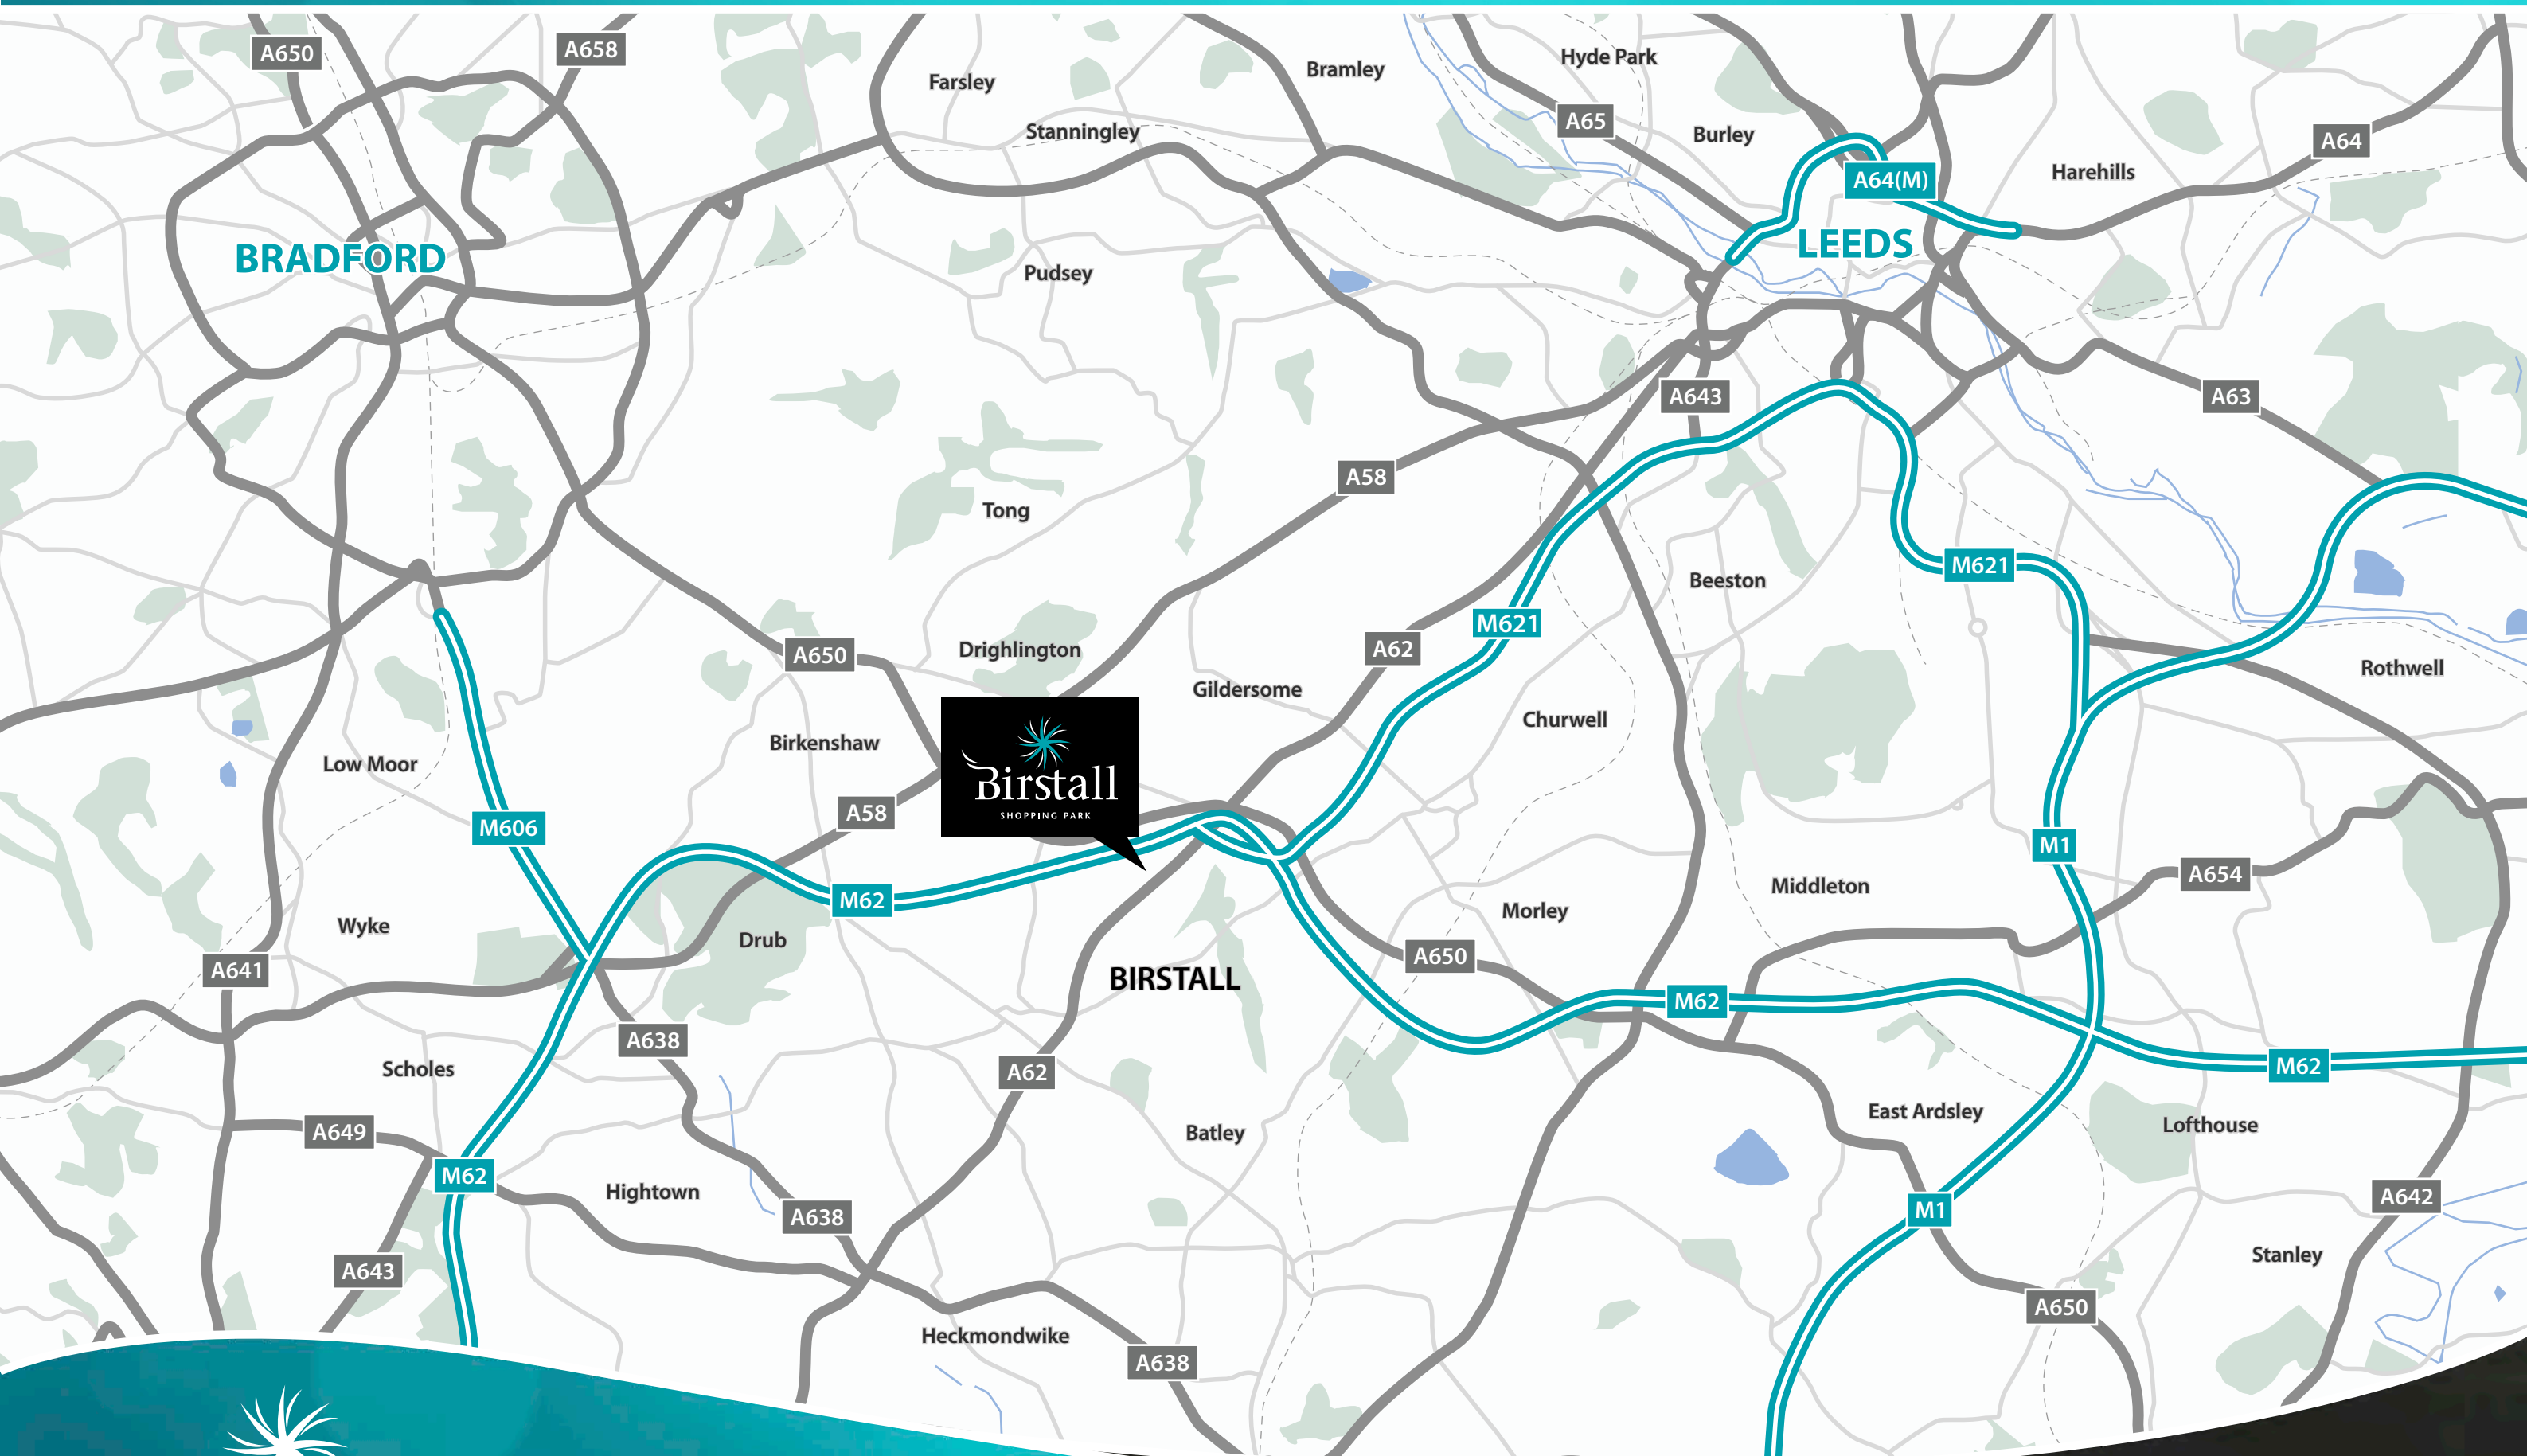 A650
A658
Farsley
Bramley
Hyde Park
Stanningley
A65
Burley
A64
A64(M)
Harehills
BRADFORD
LEEDS
Pudsey
A643
A63
A58
Tong
M621
Beeston
M621
A62
A650
Drighlington
Gildersome
Rothwell
Churwell
Birkenshaw
Low Moor
Birstall
SHOPPING PARK
A58
M606
M1
A654
Middleton
M62
Morley
Wyke
Drub
A650
A641
BIRSTALL
M62
A638
Scholes
A62
M62
East Ardsley
Lofthouse
A649
Batley
M62
Hightown
A642
M1
A638
Stanley
A643
A650
Heckmondwike
A638